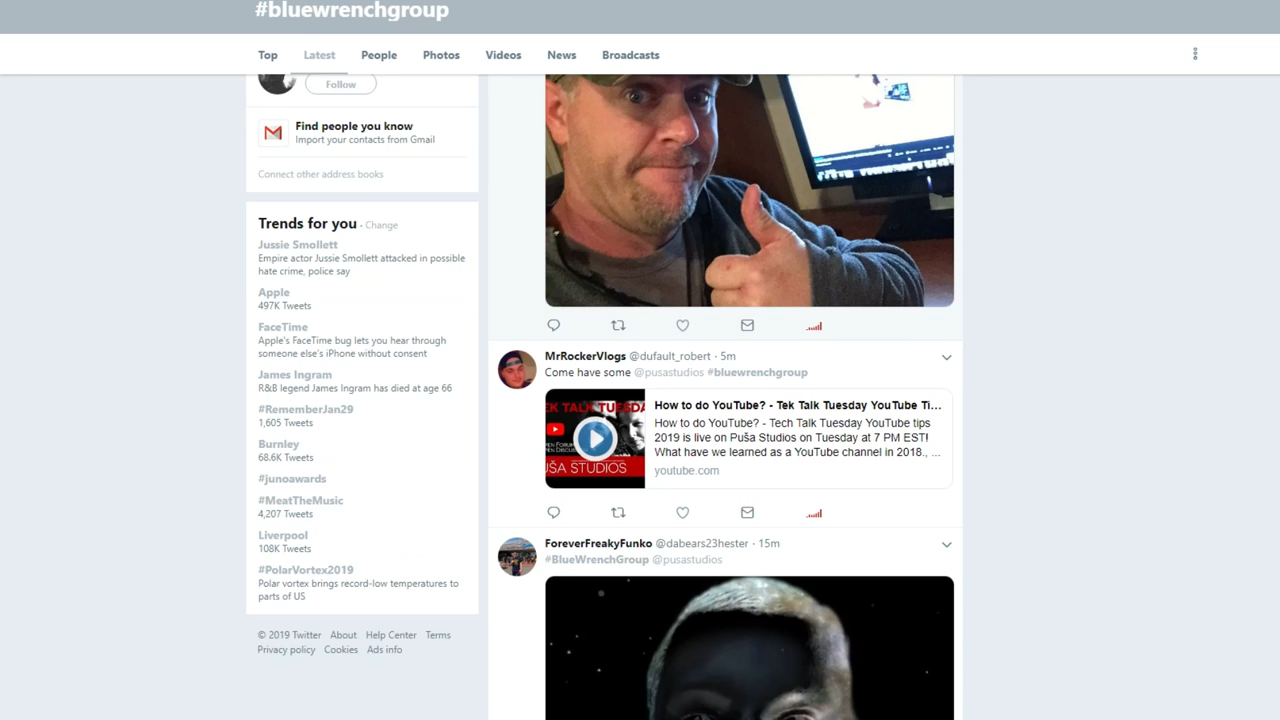 #bluewrenchgroup
Top Latest People Photos Videos News Broadcasts
Follow
Find people you know
Import your contacts from Gmail
Connect other address books
Trends for you · Change
Jussie Smollett
Empire actor Jussie Smollett attacked in possible
hate crime, police say
Apple
497K Tweets
FaceTime
Apple's FaceTime bug lets you hear through
someone else's iPhone without consent
James Ingram
R&B legend James Ingram has died at age 66
#RememberJan29
1,605 Tweets
Burnley
68.6K Tweets
#junoawards
#MeatTheMusic
4,207 Tweets
Liverpool
108K Tweets
#PolarVortex2019
Polar vortex brings record-low temperatures to
parts of US
© 2019 Twitter About Help Center Terms
Privacy policy Cookies Ads info
MrRockerVlogs @dufault_robert · 5m
Come have some @pusastudios #bluewrenchgroup
TEK TALK TUESDA
PEN FORUM
EN DISCUS
UŠA STUDIOS
How to do YouTube? - Tek Talk Tuesday YouTube Ti...
How to do YouTube? - Tech Talk Tuesday YouTube tips
2019 is live on Puša Studios on Tuesday at 7 PM EST!
What have we learned as a YouTube channel in 2018., ...
youtube.com
ForeverFreakyFunko @dabears23hester · 15m
#BlueWrenchGroup @pusastudios